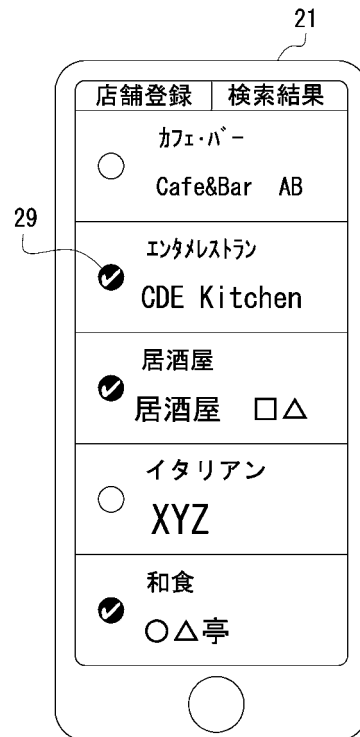 21
店舗登録 検索結果
ｶﾌｪ･ﾊﾞｰ
Cafe&Bar AB
29
ｴﾝﾀﾒﾚｽﾄﾗﾝ
CDE Kitchen
居酒屋
居酒屋 □△
イタリアン
XYZ
和食
○△亭